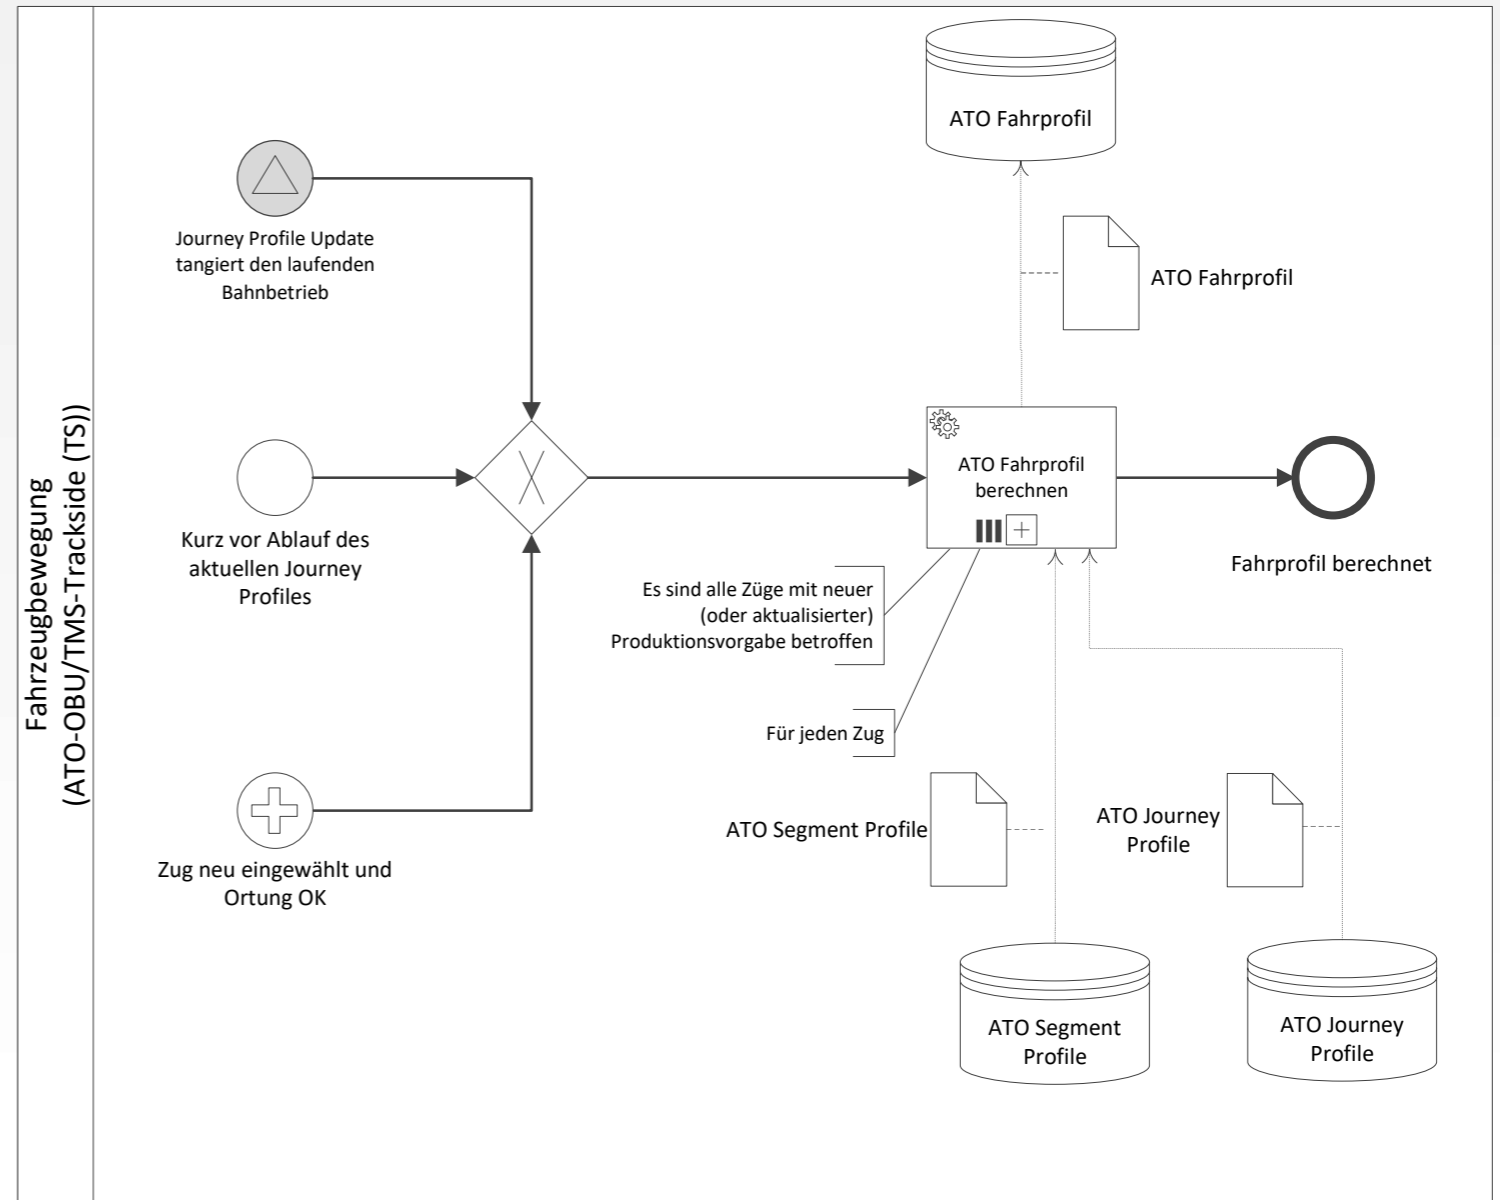 Fahrzeugbewegung
(ATO-OBU/TMS-Trackside (TS))
ATO Fahrprofil
Journey Profile Update
tangiert den laufenden
Bahnbetrieb
ATO Fahrprofil
Kurz vor Ablauf des
aktuellen Journey
Profiles
ATO Fahrprofil
berechnen
Fahrprofil berechnet
Es sind alle Züge mit neuer
(oder aktualisierter)
Produktionsvorgabe betroffen
Für jeden Zug
Zug neu eingewählt und
Ortung OK
ATO Segment Profile
ATO Journey
Profile
ATO Segment
Profile
ATO Journey
Profile